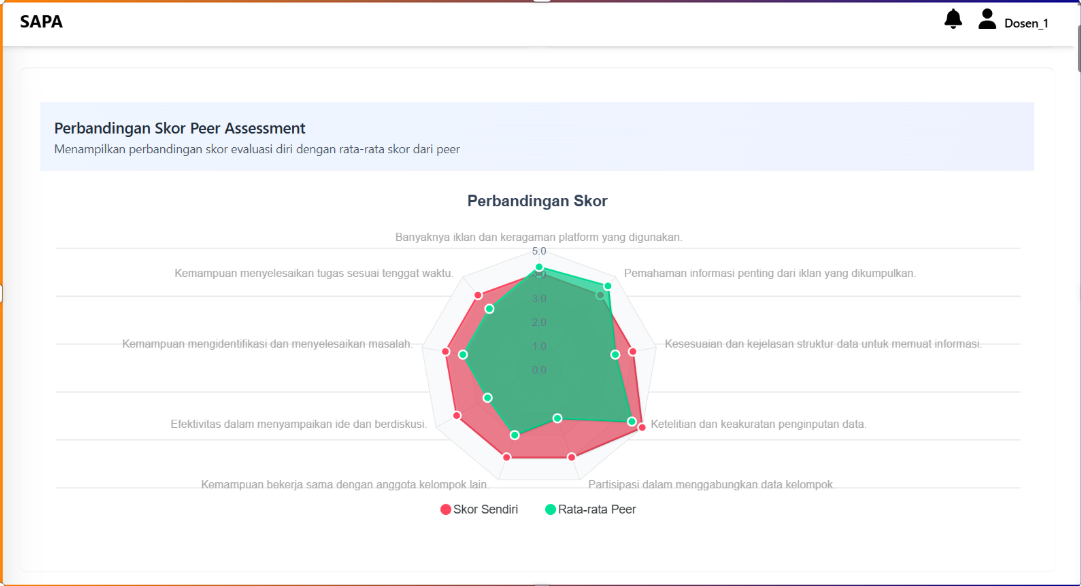 SAPA
Dosen_1
Perbandingan Skor Peer Assessment
Menampilkan perbandingan skor evaluasi diri dengan rata-rata skor dari peer
Perbandingan Skor
Banyaknya iklan dan keragaman platform yang digunakan.
5.0
Kemampuan menyelesaikan tugas sesuai tenggat waktu.
Pemahaman informasi penting dari iklan yang dikumpulkan.
3.0
2.0
Kemampuan mengidentifikasi dan menyelesaikan masalah.
1.0
Kesesuaian dan kejelasan struktur data untuk memuat informasi.
0.0
Efektivitas dalam menyampaikan ide dan berdiskusi.
Ketelitian dan keakuratan penginputan data.
Kemampuan bekerja sama dengan anggota kelompok lain.
Partisipasi dalam menggabungkan data kelompok.
Skor Sendiri
Rata-rata Peer